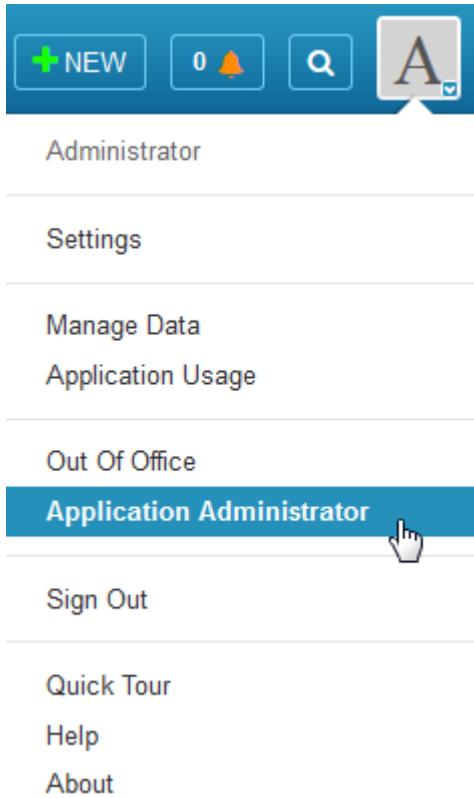 NEW 0 A
Administrator
Settings
Manage Data
Application Usage
Out Of Office
Application Administrator
Sign Out
Quick Tour
Help
About